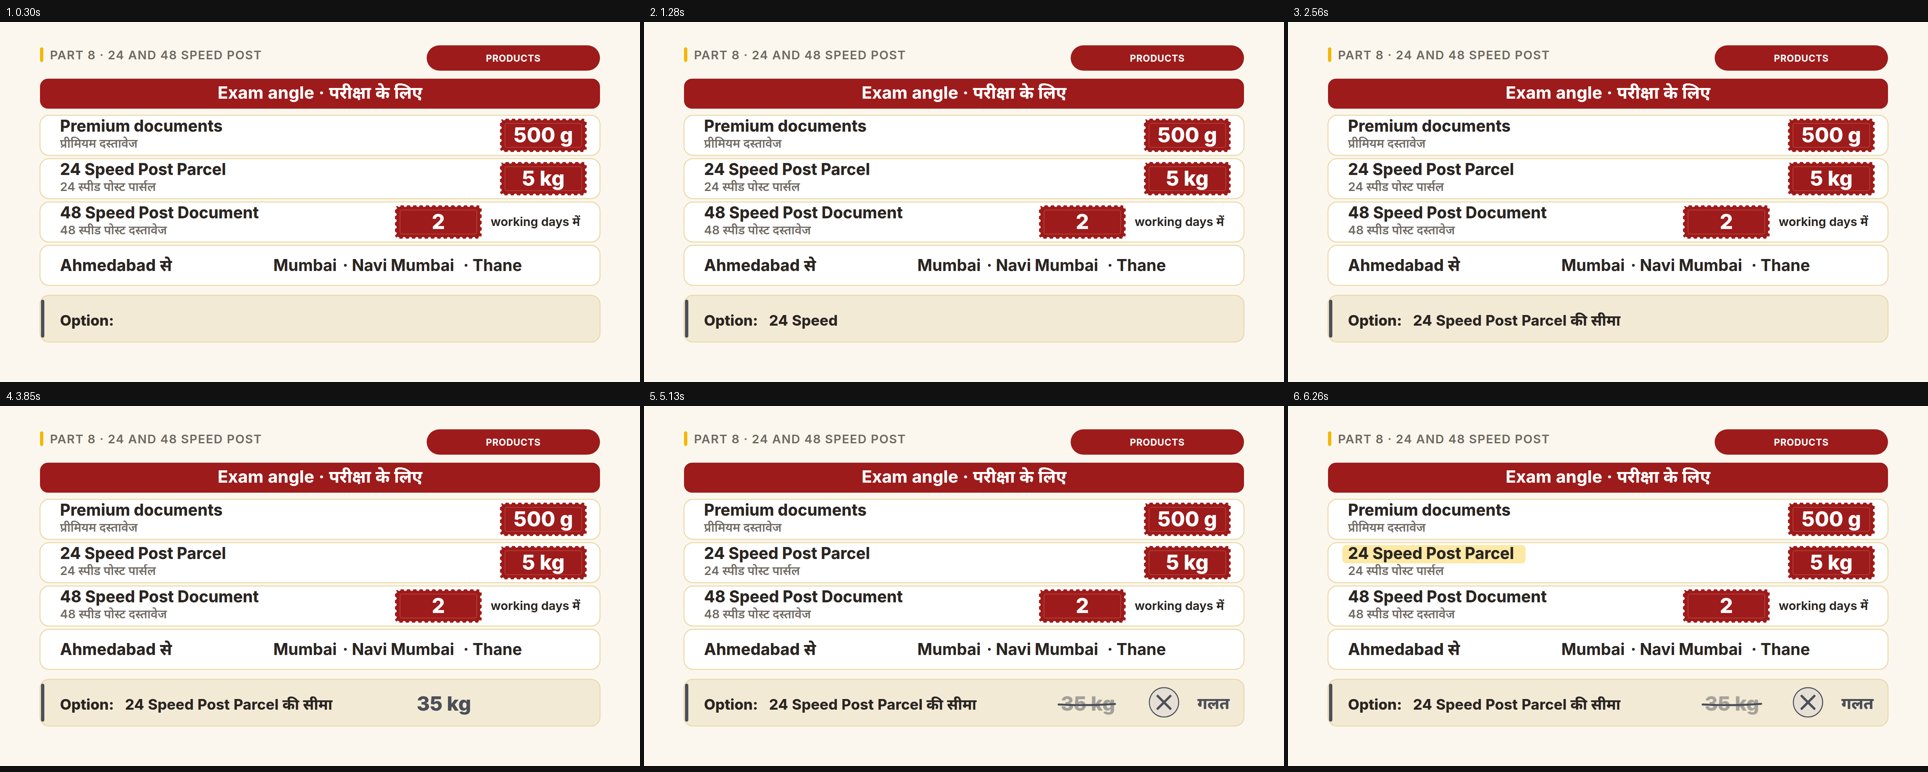 1. 0.30s
PART 8 · 24 AND 48 SPEED POST
PRODUCTS
Exam angle · परीक्षा के लिए
Premium documents
प्रीमियम दस्तावेज
500 g
24 Speed Post Parcel
24 स्पीड पोस्ट पार्सल
5 kg
48 Speed Post Document
48 स्पीड पोस्ट दस्तावेज
2 working days में
Ahmedabad से Mumbai · Navi Mumbai · Thane
Option:
2. 1.28s
PART 8 · 24 AND 48 SPEED POST
PRODUCTS
Exam angle · परीक्षा के लिए
Premium documents
प्रीमियम दस्तावेज
500 g
24 Speed Post Parcel
24 स्पीड पोस्ट पार्सल
5 kg
48 Speed Post Document
48 स्पीड पोस्ट दस्तावेज
2 working days में
Ahmedabad से Mumbai · Navi Mumbai · Thane
Option: 24 Speed
3. 2.56s
PART 8 · 24 AND 48 SPEED POST
PRODUCTS
Exam angle · परीक्षा के लिए
Premium documents
प्रीमियम दस्तावेज
500 g
24 Speed Post Parcel
24 स्पीड पोस्ट पार्सल
5 kg
48 Speed Post Document
48 स्पीड पोस्ट दस्तावेज
2 working days में
Ahmedabad से Mumbai · Navi Mumbai · Thane
Option: 24 Speed Post Parcel की सीमा
4. 3.85s
PART 8 · 24 AND 48 SPEED POST
PRODUCTS
Exam angle · परीक्षा के लिए
Premium documents
प्रीमियम दस्तावेज
500 g
24 Speed Post Parcel
24 स्पीड पोस्ट पार्सल
5 kg
48 Speed Post Document
48 स्पीड पोस्ट दस्तावेज
2 working days में
Ahmedabad से Mumbai · Navi Mumbai · Thane
Option: 24 Speed Post Parcel की सीमा 35 kg
5. 5.13s
PART 8 · 24 AND 48 SPEED POST
PRODUCTS
Exam angle · परीक्षा के लिए
Premium documents
प्रीमियम दस्तावेज
500 g
24 Speed Post Parcel
24 स्पीड पोस्ट पार्सल
5 kg
48 Speed Post Document
48 स्पीड पोस्ट दस्तावेज
2 working days में
Ahmedabad से Mumbai · Navi Mumbai · Thane
Option: 24 Speed Post Parcel की सीमा 35 kg गलत
6. 6.26s
PART 8 · 24 AND 48 SPEED POST
PRODUCTS
Exam angle · परीक्षा के लिए
Premium documents
प्रीमियम दस्तावेज
500 g
24 Speed Post Parcel
24 स्पीड पोस्ट पार्सल
5 kg
48 Speed Post Document
48 स्पीड पोस्ट दस्तावेज
2 working days में
Ahmedabad से Mumbai · Navi Mumbai · Thane
Option: 24 Speed Post Parcel की सीमा 35 kg गलत